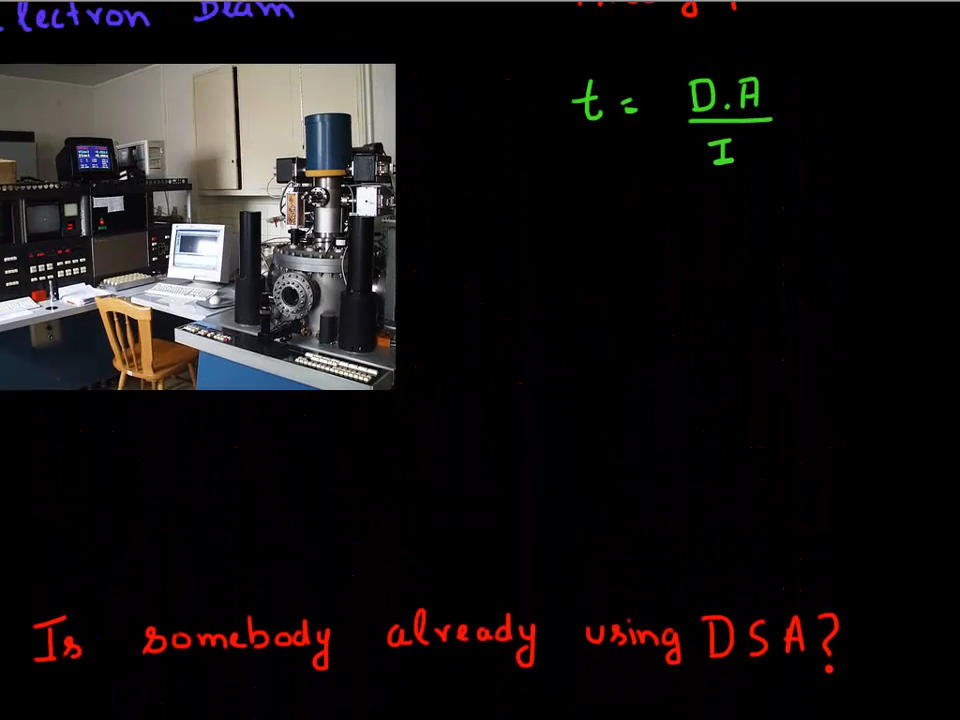 Electron Beam
t = D.A
I
Is somebody already using DSA?